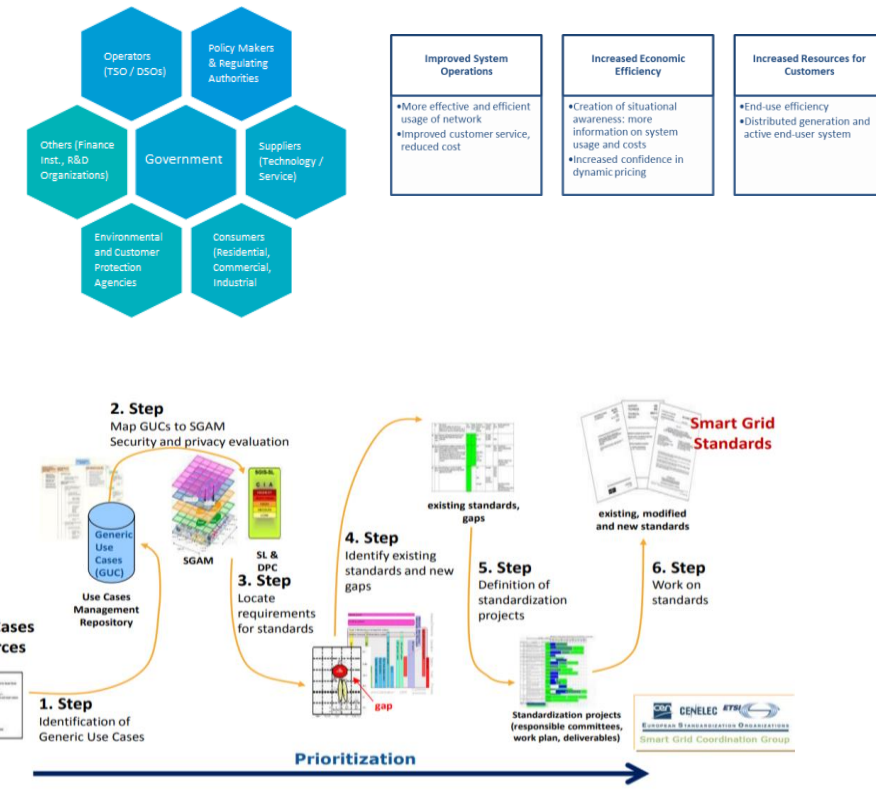 Operators
(TSO / DSOs)
Policy Makers
& Regulating
Authorities
Others (Finance
Inst., R&D
Organizations)
Government
Suppliers
(Technology /
Service)
Environmental
and Customer
Protection
Agencies
Consumers
(Residential,
Commercial,
Industrial
Improved System
Operations
•More effective and efficient
usage of network
•Improved customer service,
reduced cost
Increased Economic
Efficiency
•Creation of situational
awareness: more
information on system
usage and costs
•Increased confidence in
dynamic pricing
Increased Resources for
Customers
•End-use efficiency
•Distributed generation and
active end-user system
2. Step
Map GUCs to SGAM
Security and privacy evaluation
Generic
Use
Cases
(GUC)
Use Cases
Management
Repository
SGAM
SGIS-SL
C I A
SL &
DPC
3. Step
Locate
requirements
for standards
4. Step
Identify existing
standards and new
gaps
gap
existing standards,
gaps
5. Step
Definition of
standardization
projects
Standardization projects
(responsible committees,
work plan, deliverables)
Smart Grid
Standards
existing, modified
and new standards
6. Step
Work on
standards
1. Step
Identification of
Generic Use Cases
CEN CENELEC ETSI
EUROPEAN STANDARDIZATION ORGANIZATIONS
Smart Grid Coordination Group
Prioritization